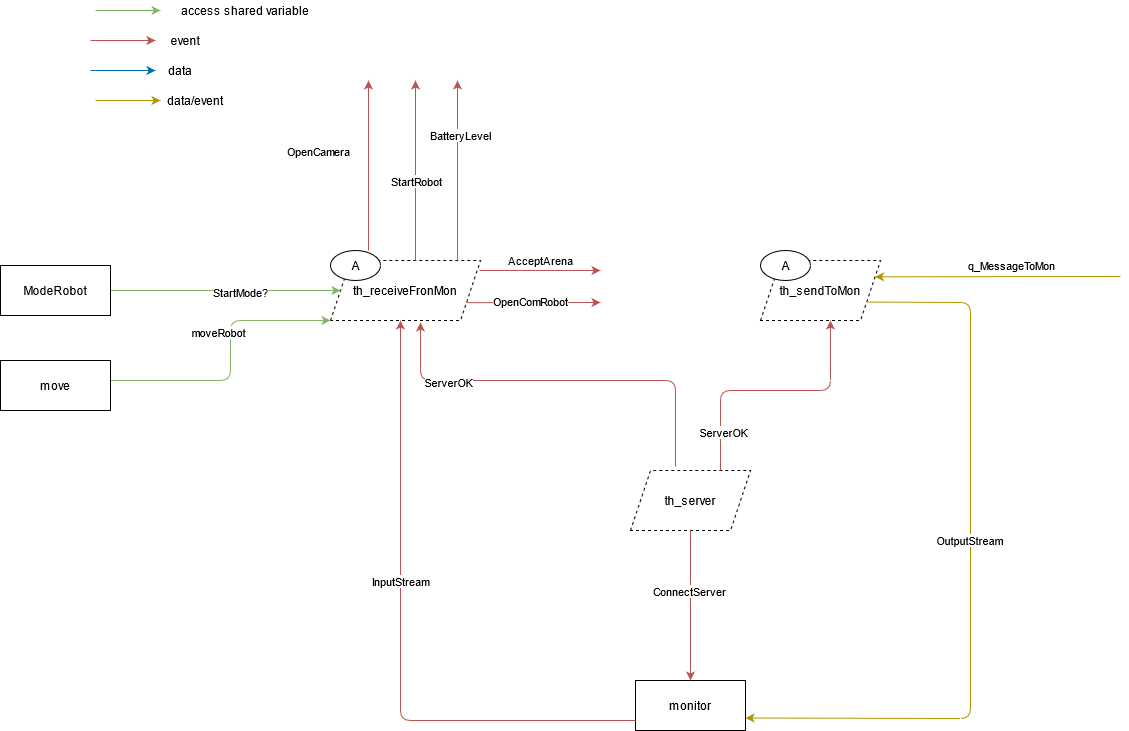 access shared variable
event
data
data/event
BatteryLevel
OpenCamera
StartRobot
A
AcceptArena
A
q_MessageToMon
ModeRobot
StartMode?
th_receiveFronMon
th_sendToMon
OpenComRobot
moveRobot
move
ServerOK
ServerOK
th_server
OutputStream
InputStream
ConnectServer
monitor